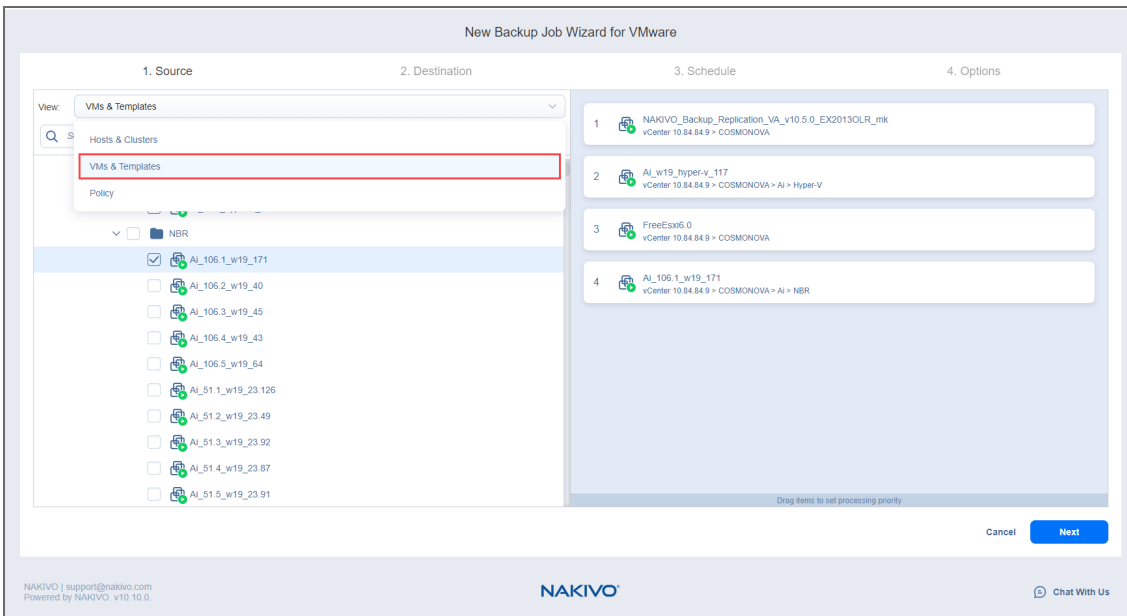 New Backup Job Wizard for VMware
1. Source
2. Destination
3. Schedule
4. Options
View:
VMs & Templates
Hosts & Clusters
VMs & Templates
Policy
NBR
Ai_106.1_w19_171
Ai_106.2_w19_40
Ai_106.3_w19_45
Ai_106.4_w19_43
Ai_106.5_w19_64
Ai_51.1_w19_23.126
Ai_51.2_w19_23.49
Ai_51.3_w19_23.92
Ai_51.4_w19_23.87
Ai_51.5_w19_23.91
1
NAKIVO_Backup_Replication_VA_v10.5.0_EX2013OLR_mk
vCenter 10.84.84.9 > COSMONOVA
2
Ai_w19_hyper-v_117
vCenter 10.84.84.9 > COSMONOVA > Ai > Hyper-V
3
FreeEsxi6.0
vCenter 10.84.84.9 > COSMONOVA
4
Ai_106.1_w19_171
vCenter 10.84.84.9 > COSMONOVA > Ai > NBR
Drag items to set processing priority
Cancel
Next
NAKIVO | support@nakivo.com
Powered by NAKIVO. v10.10.0.
NAKIVO®
Chat With Us